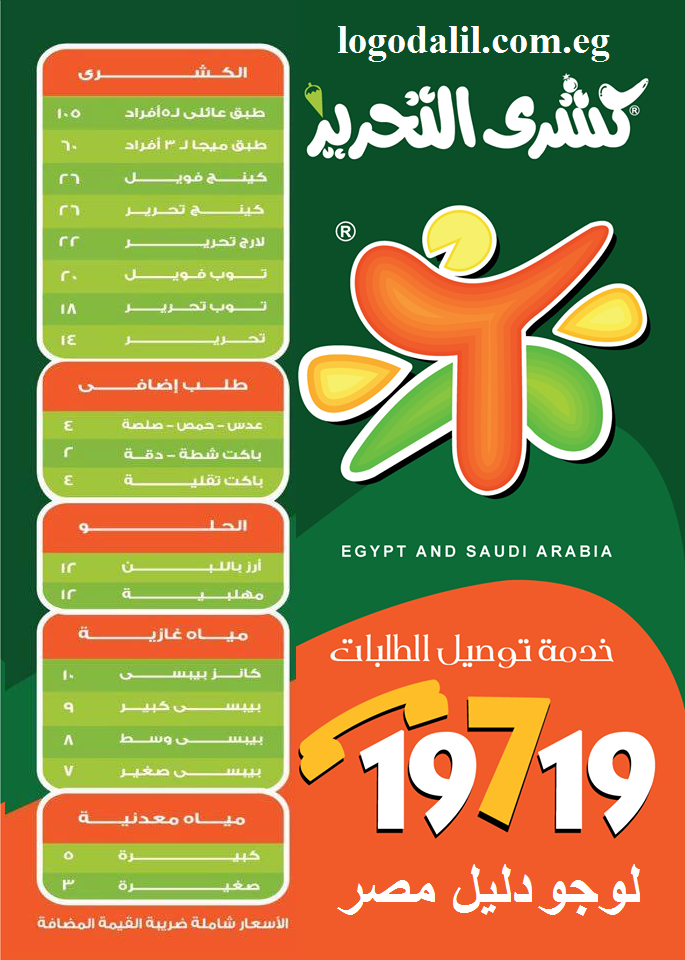 logodalil.com.eg
كشرى التحرير ®
®
EGYPT AND SAUDI ARABIA
خدمة توصيل الطلبات
19719
لوجو دليل مصر
الكشرى
طبق عائلى لـ ٥ أفراد ١٠٥
طبق ميجا لـ ٣ أفراد ٦٠
كينج فويل ٢٦
كينج تحرير ٢٦
لارج تحرير ٢٢
توب فويل ٢٠
توب تحرير ١٨
تحرير ١٤
طلب إضافى
عدس - حمص - صلصة ٤
باكت شطة - دقة ٢
باكت تقلية ٤
الحلو
أرز باللبن ١٢
مهلبية ١٢
مياه غازية
كانز بيبسى ١٠
بيبسى كبير ٩
بيبسى وسط ٨
بيبسى صغير ٧
مياه معدنية
كبيرة ٥
صغيرة ٣
الأسعار شاملة ضريبة القيمة المضافة